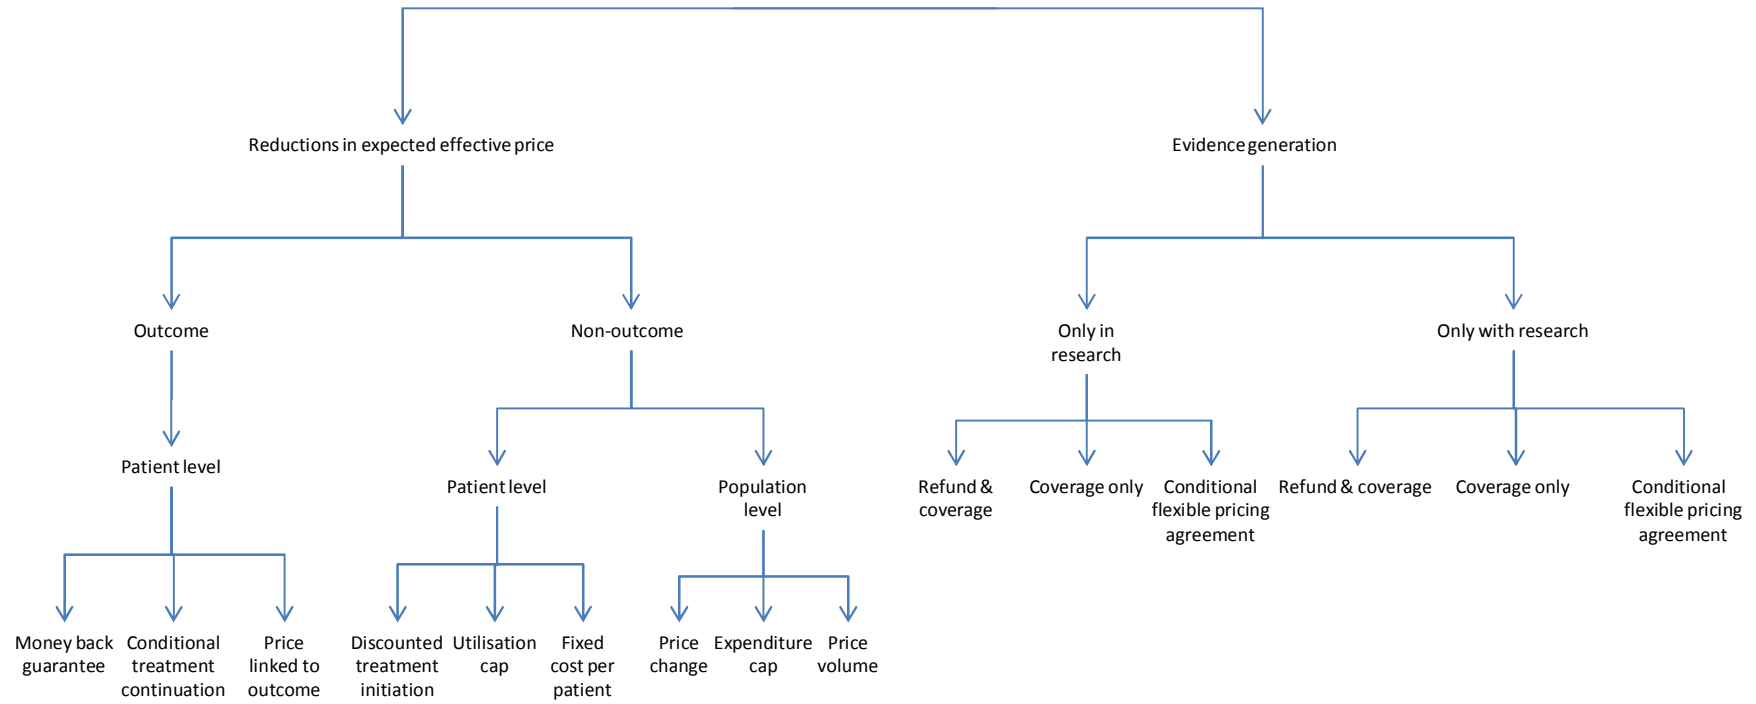 Reductions in expected effective price
Evidence generation
Outcome
Non-outcome
Only in
research
Only with research
Patient level
Patient level
Population
level
Refund &
coverage
Coverage only
Conditional
flexible pricing
agreement
Refund & coverage
Coverage only
Conditional
flexible pricing
agreement
Money back
guarantee
Conditional
treatment
continuation
Price
linked to
outcome
Discounted
treatment
initiation
Utilisation
cap
Fixed
cost per
patient
Price
change
Expenditure
cap
Price
volume